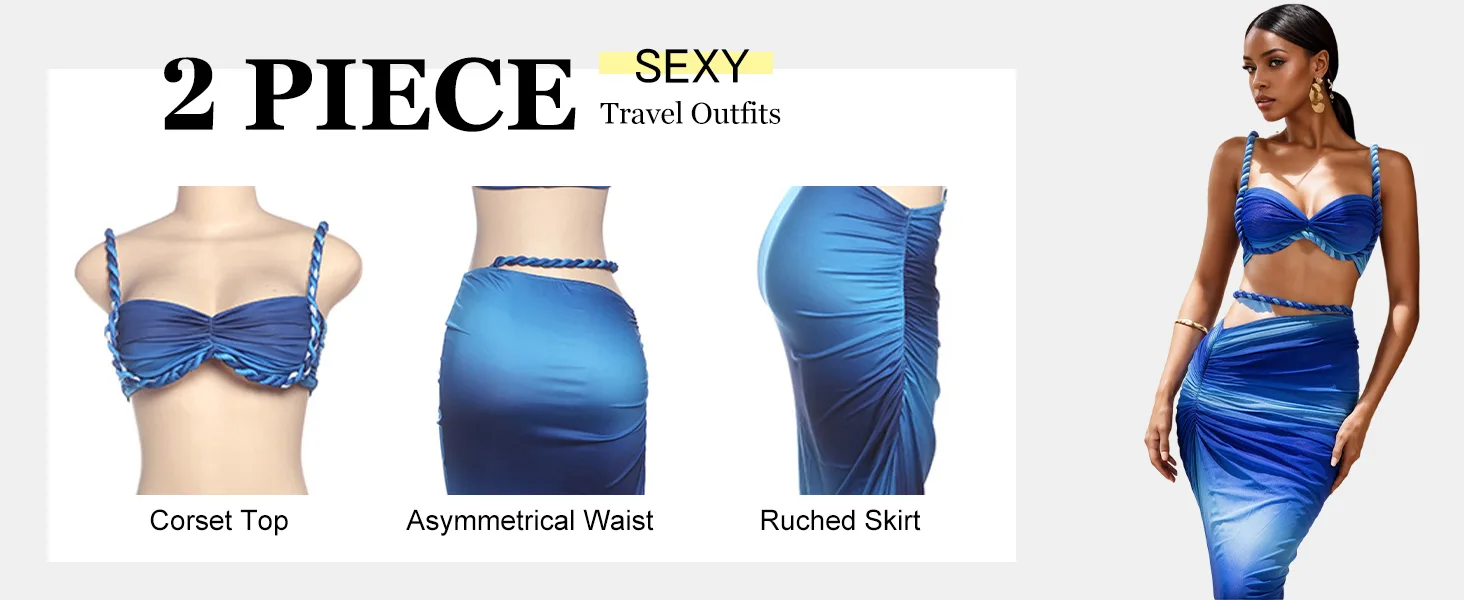 2 PIECE
SEXY
Travel Outfits
Corset Top
Asymmetrical Waist
Ruched Skirt